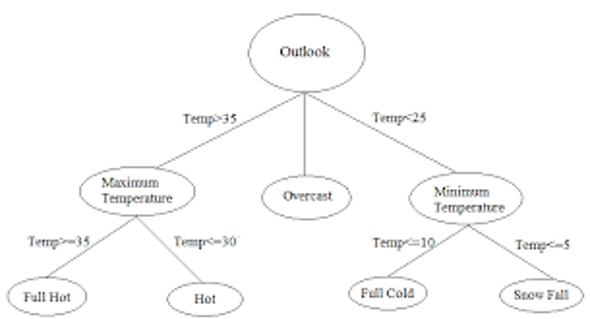 Outlook
Temp>35
Temp<25
Maximum
Temperature
Overcast
Minimum
Temperature
Temp>=35
Temp<=30
Temp<=10
Temp<=5
Full Hot
Hot
Full Cold
Snow Fall